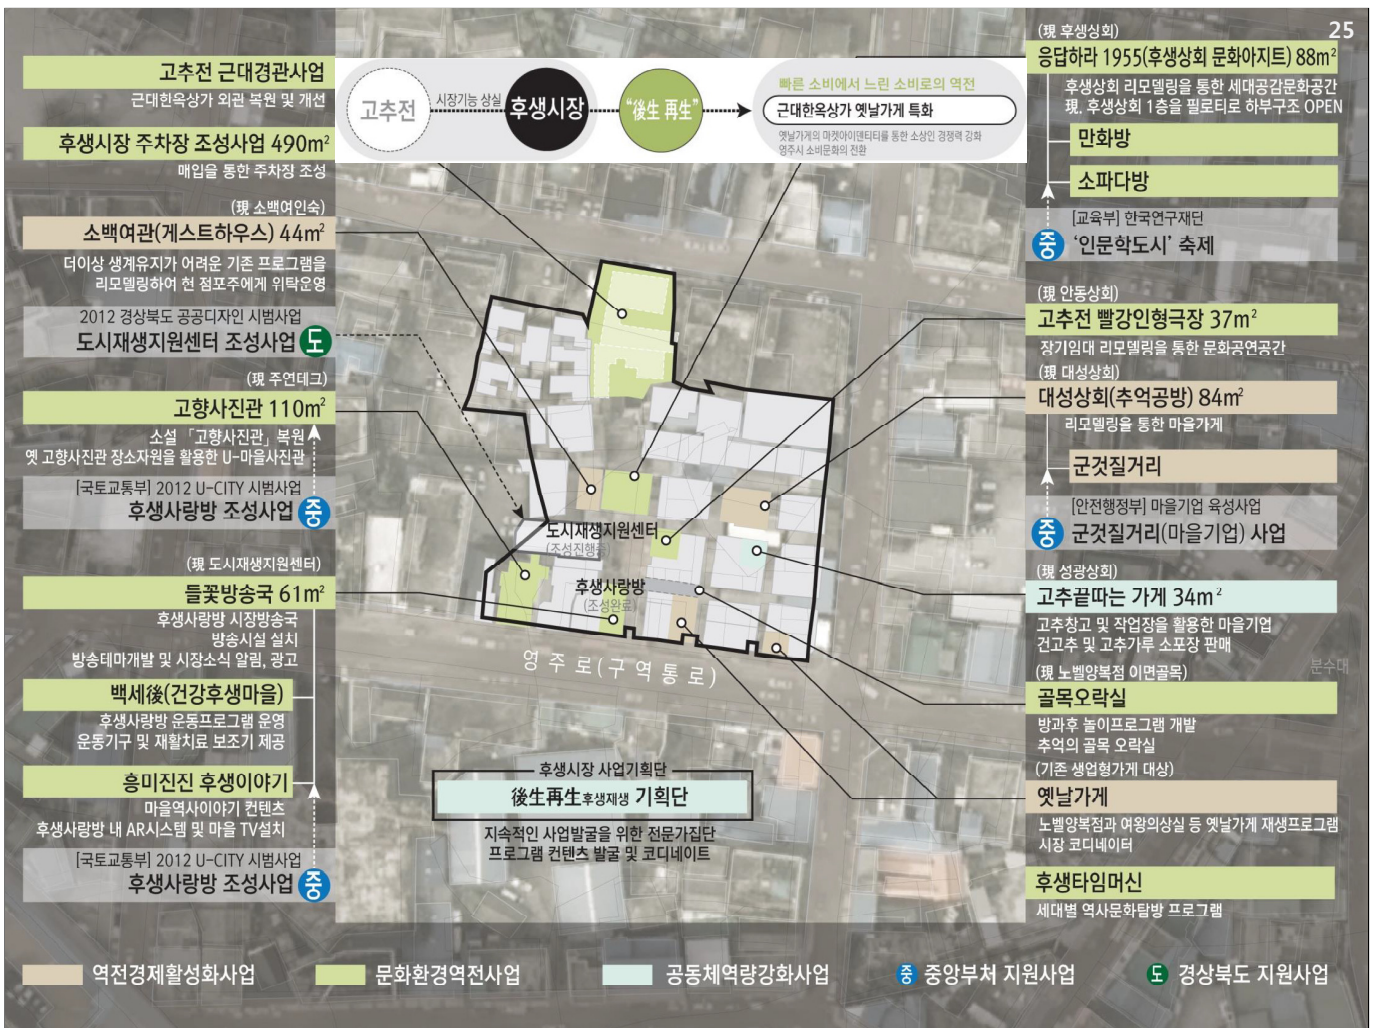 25
고추전 근대경관사업
근대한옥상가 외관 복원 및 개선
후생시장 주차장 조성사업 490m²
매입을 통한 주차장 조성
(現 소백여인숙)
소백여관(게스트하우스) 44m²
더이상 생계유지가 어려운 기존 프로그램을
리모델링하여 현 점포주에게 위탁운영
2012 경상북도 공공디자인 시범사업
도시재생지원센터 조성사업 도
(現 주연테크)
고향사진관 110m²
소설 「고향사진관」 복원
옛 고향사진관 장소자원을 활용한 U-마을사진관
[국토교통부] 2012 U-CITY 시범사업
후생사랑방 조성사업 중
(現 도시재생지원센터)
들꽃방송국 61m²
후생사랑방 시장방송국
방송시설 설치
방송테마개발 및 시장소식 알림, 광고
백세後(건강후생마을)
후생사랑방 운동프로그램 운영
운동기구 및 재활치료 보조기 제공
흥미진진 후생이야기
마을역사이야기 컨텐츠
후생사랑방 내 AR시스템 및 마을 TV설치
[국토교통부] 2012 U-CITY 시범사업
후생사랑방 조성사업 중
고추전
시장기능 상실
후생시장
“後生 再生”
빠른 소비에서 느린 소비로의 역전
근대한옥상가 옛날가게 특화
옛날가게의 마켓아이덴티티를 통한 소상인 경쟁력 강화
영주시 소비문화의 전환
도시재생지원센터
(조성진행중)
후생사랑방
(조성완료)
영주로(구역통로)
분수대
후생시장 사업기획단
後生再生후생재생 기획단
지속적인 사업발굴을 위한 전문가집단
프로그램 컨텐츠 발굴 및 코디네이트
(現 후생상회)
응답하라 1955(후생상회 문화아지트) 88m²
후생상회 리모델링을 통한 세대공감문화공간
現. 후생상회 1층을 필로티로 하부구조 OPEN
만화방
소파다방
[교육부] 한국연구재단
중 ‘인문학도시’ 축제
(現 안동상회)
고추전 빨강인형극장 37m²
장기임대 리모델링을 통한 문화공연공간
(現 대성상회)
대성상회(추억공방) 84m²
리모델링을 통한 마을가게
군것질거리
[안전행정부] 마을기업 육성사업
중 군것질거리(마을기업) 사업
(現 성광상회)
고추끝따는 가게 34m²
고추창고 및 작업장을 활용한 마을기업
건고추 및 고추가루 소포장 판매
(現 노벨양복점 이면골목)
골목오락실
방과후 놀이프로그램 개발
추억의 골목 오락실
(기존 생업형가게 대상)
옛날가게
노벨양복점과 여왕의상실 등 옛날가게 재생프로그램
시장 코디네이터
후생타임머신
세대별 역사문화탐방 프로그램
역전경제활성화사업
문화환경역전사업
공동체역량강화사업
중 중앙부처 지원사업
도 경상북도 지원사업